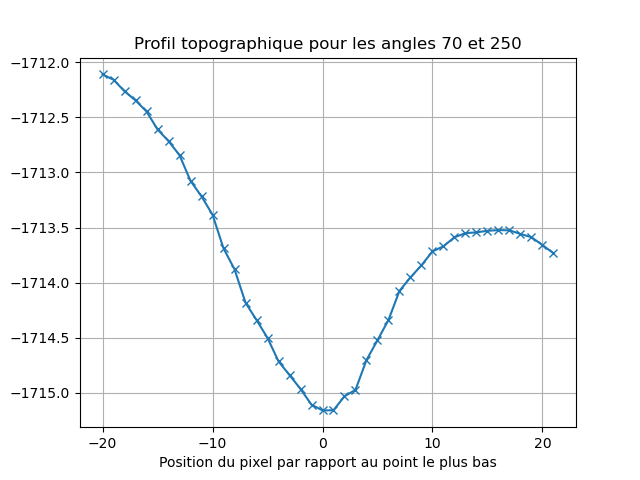 Profil topographique pour les angles 70 et 250
−1712.0
−1712.5
−1713.0
−1713.5
−1714.0
−1714.5
−1715.0
−20 −10 0 10 20
Position du pixel par rapport au point le plus bas